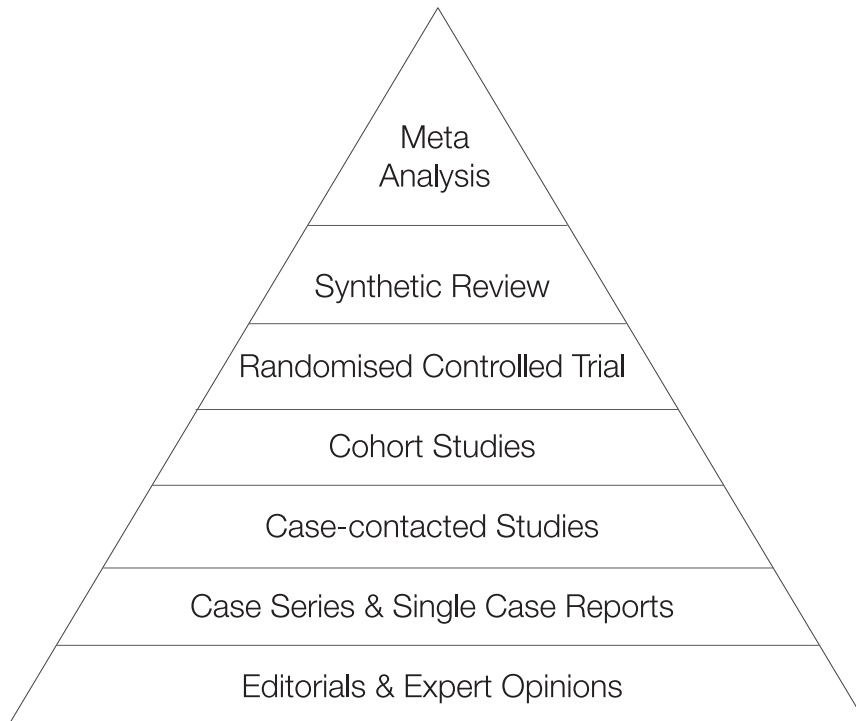 Meta
Analysis
Synthetic Review
Randomised Controlled Trial
Cohort Studies
Case-contacted Studies
Case Series & Single Case Reports
Editorials & Expert Opinions